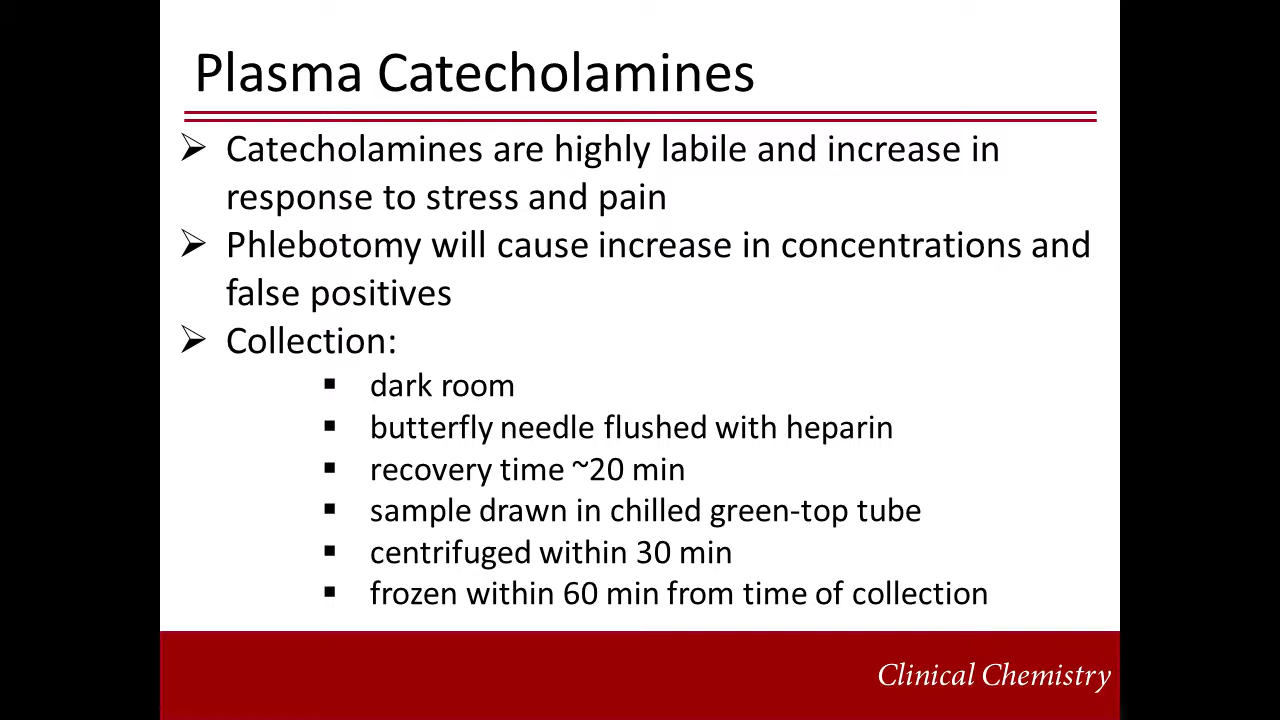 Plasma Catecholamines
➢ Catecholamines are highly labile and increase in
response to stress and pain
➢ Phlebotomy will cause increase in concentrations and
false positives
➢ Collection:
▪ dark room
▪ butterfly needle flushed with heparin
▪ recovery time ~20 min
▪ sample drawn in chilled green-top tube
▪ centrifuged within 30 min
▪ frozen within 60 min from time of collection
Clinical Chemistry